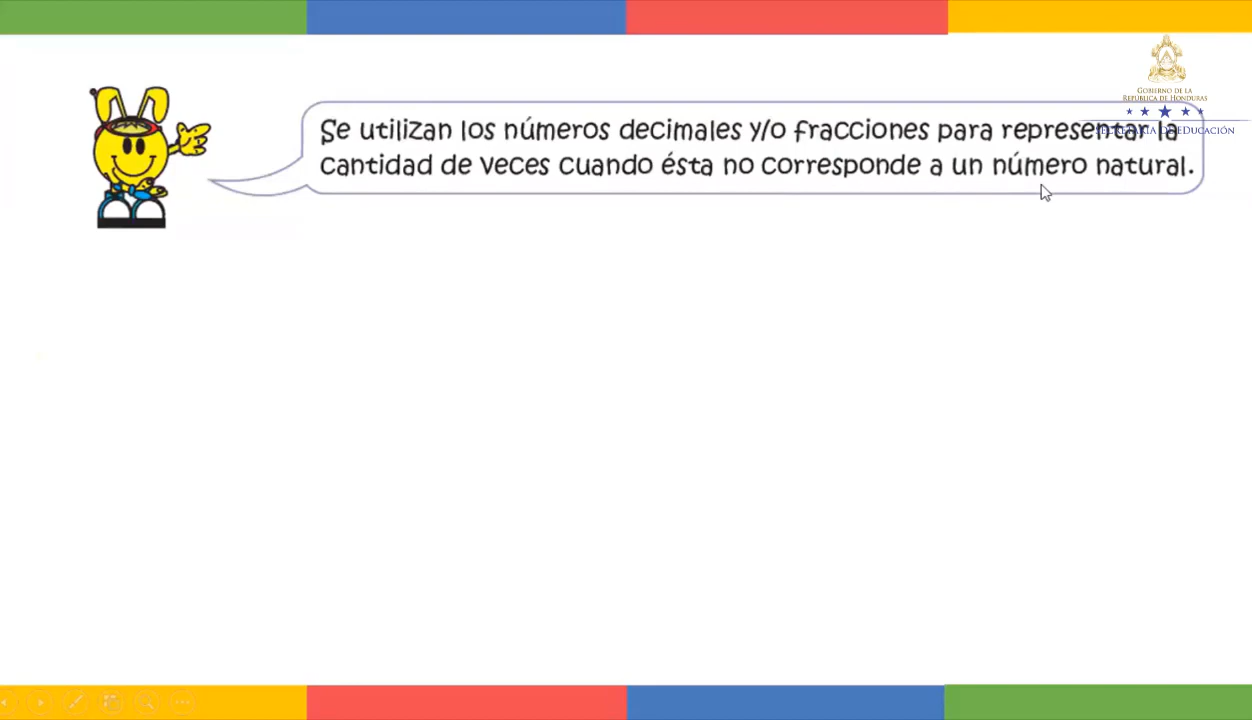 GOBIERNO DE LA
REPÚBLICA DE HONDURAS
SECRETARÍA DE EDUCACIÓN
Se utilizan los números decimales y/o fracciones para representar la
cantidad de veces cuando ésta no corresponde a un número natural.